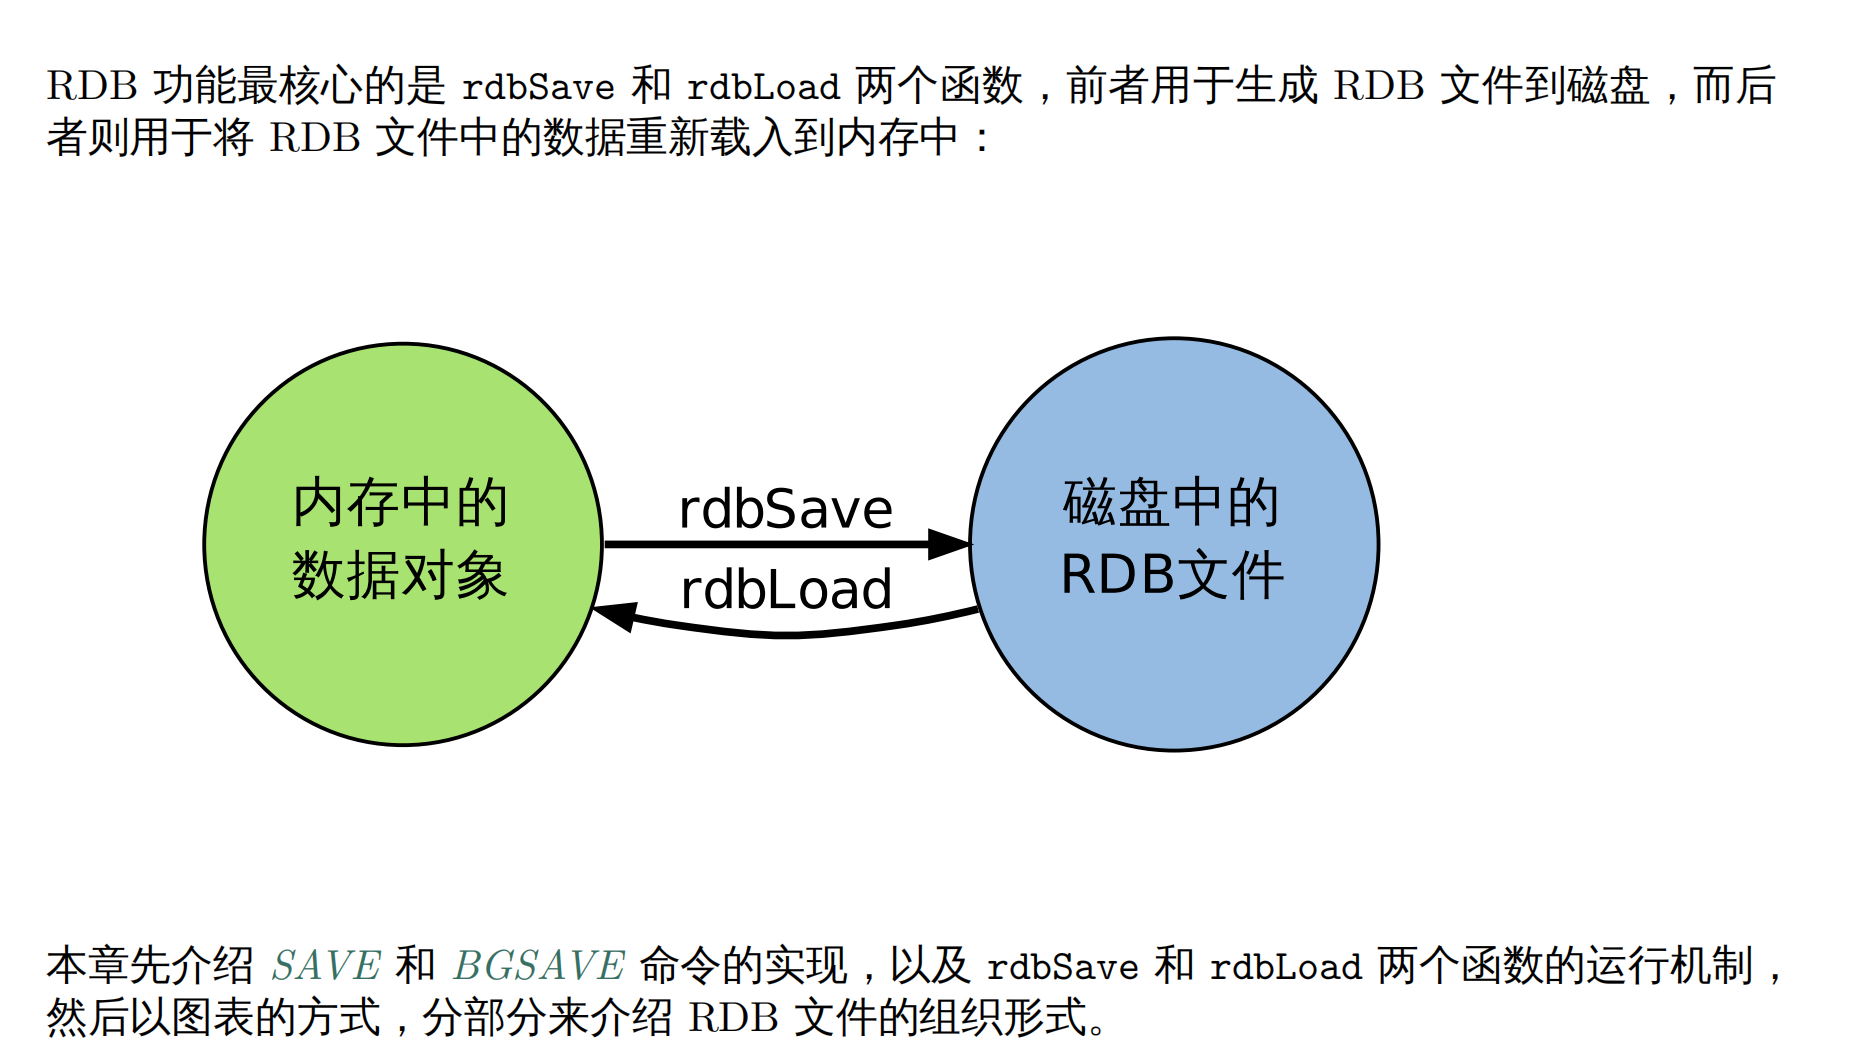 RDB 功能最核心的是 rdbSave 和 rdbLoad 两个函数，前者用于生成 RDB 文件到磁盘，而后
者则用于将 RDB 文件中的数据重新载入到内存中：
内存中的
数据对象
rdbSave
rdbLoad
磁盘中的
RDB文件
本章先介绍 SAVE 和 BGSAVE 命令的实现，以及 rdbSave 和 rdbLoad 两个函数的运行机制，
然后以图表的方式，分部分来介绍 RDB 文件的组织形式。